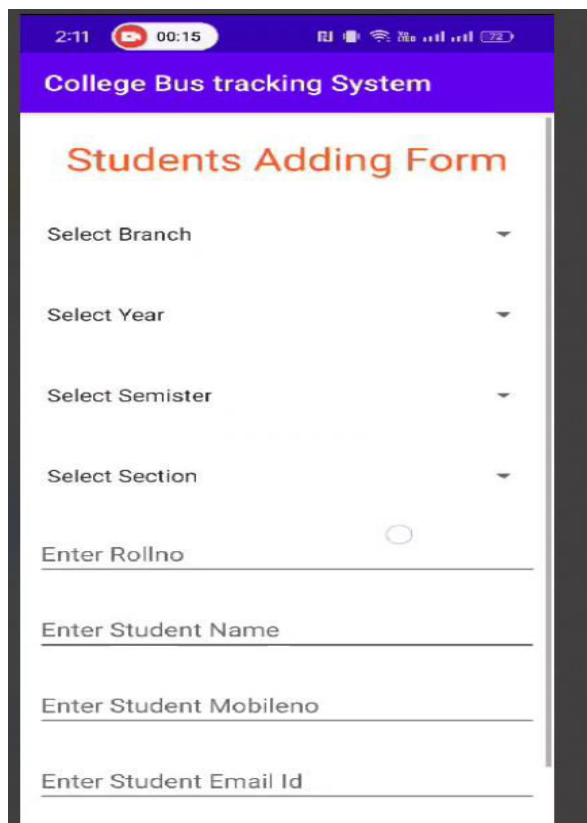 2:11 00:15 72
College Bus tracking System
Students Adding Form
Select Branch
Select Year
Select Semister
Select Section
Enter Rollno
Enter Student Name
Enter Student Mobileno
Enter Student Email Id